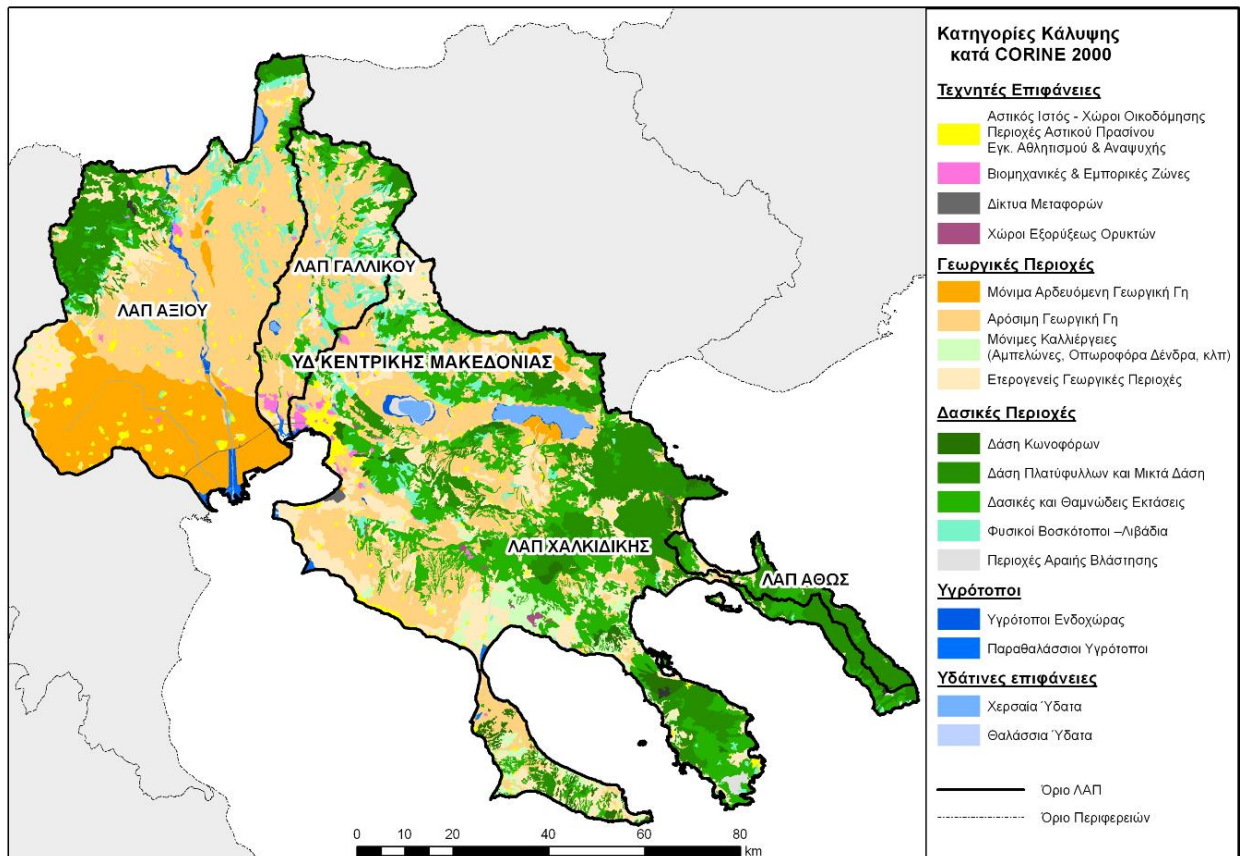 ΛΑΠ ΓΑΛΛΙΚΟΥ
ΛΑΠ ΑΞΙΟΥ
ΥΔ ΚΕΝΤΡΙΚΗΣ ΜΑΚΕΔΟΝΙΑΣ
ΛΑΠ ΧΑΛΚΙΔΙΚΗΣ
ΛΑΠ ΑΘΩΣ
0 10 20 40 60 80
km
Κατηγορίες Κάλυψης
κατά CORINE 2000
Τεχνητές Επιφάνειες
Αστικός Ιστός - Χώροι Οικοδόμησης
Περιοχές Αστικού Πρασίνου
Εγκ. Αθλητισμού & Αναψυχής
Βιομηχανικές & Εμπορικές Ζώνες
Δίκτυα Μεταφορών
Χώροι Εξορύξεως Ορυκτών
Γεωργικές Περιοχές
Μόνιμα Αρδευόμενη Γεωργική Γη
Αρόσιμη Γεωργική Γη
Μόνιμες Καλλιέργειες
(Αμπελώνες, Οπωροφόρα Δένδρα, κλπ)
Ετερογενείς Γεωργικές Περιοχές
Δασικές Περιοχές
Δάση Κωνοφόρων
Δάση Πλατύφυλλων και Μικτά Δάση
Δασικές και Θαμνώδεις Εκτάσεις
Φυσικοί Βοσκότοποι –Λιβάδια
Περιοχές Αραιής Βλάστησης
Υγρότοποι
Υγρότοποι Ενδοχώρας
Παραθαλάσσιοι Υγρότοποι
Υδάτινες επιφάνειες
Χερσαία Ύδατα
Θαλάσσια Ύδατα
Όριο ΛΑΠ
Όριο Περιφερειών